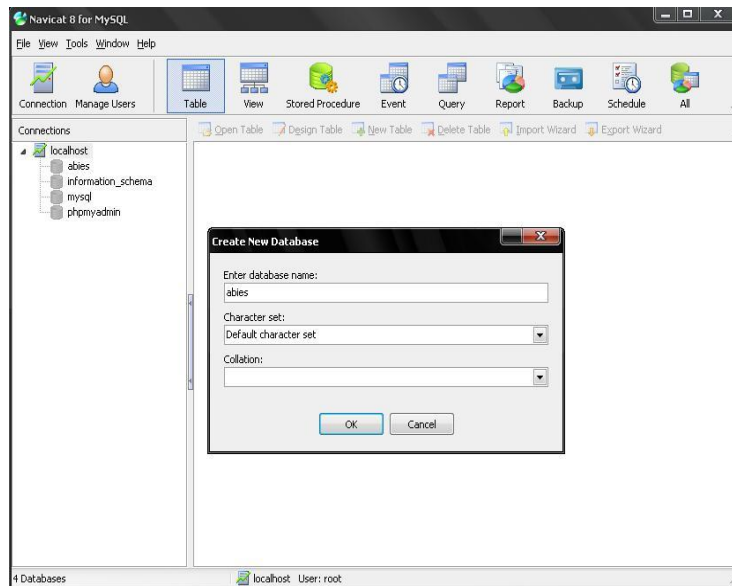 Navicat 8 for MySQL
File View Tools Window Help
Connection Manage Users Table View Stored Procedure Event Query Report Backup Schedule All
Connections
Open Table Design Table New Table Delete Table Import Wizard Export Wizard
localhost
abies
information_schema
mysql
phpmyadmin
Create New Database
Enter database name:
abies
Character set:
Default character set
Collation:
OK Cancel
4 Databases localhost User: root